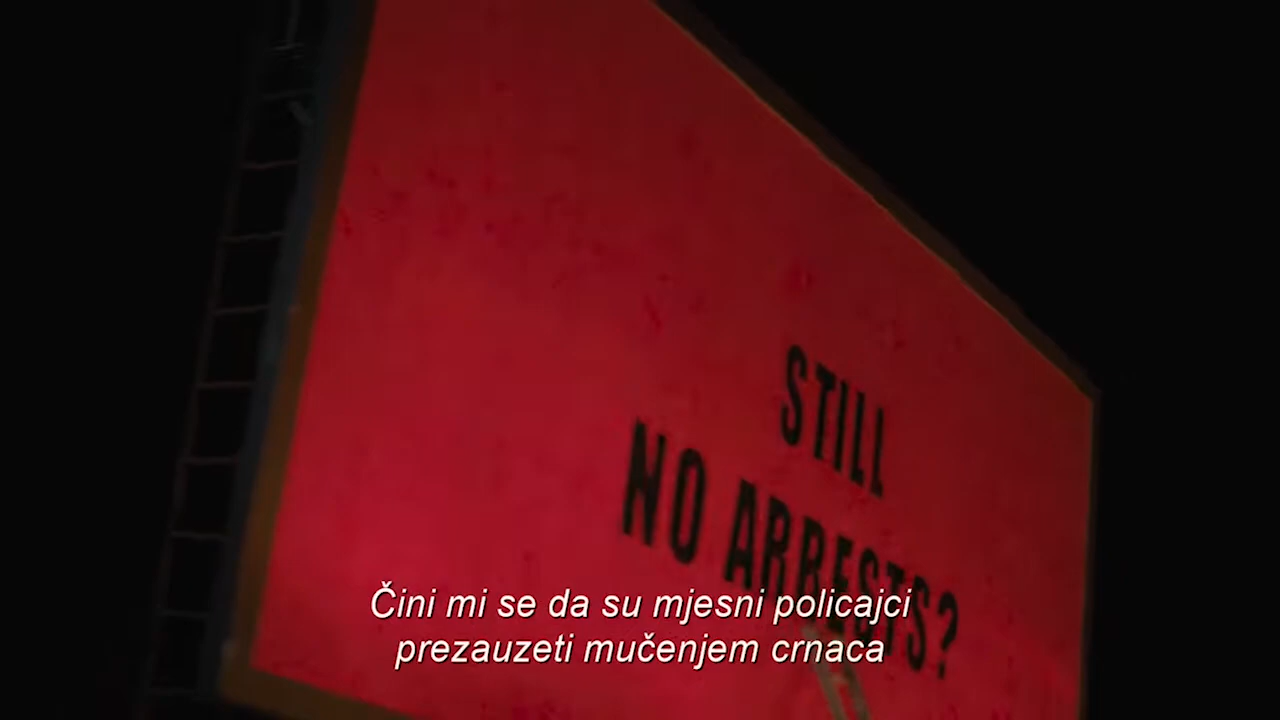 STILL
NO ARRESTS?
Čini mi se da su mjesni policajci
prezauzeti mučenjem crnaca